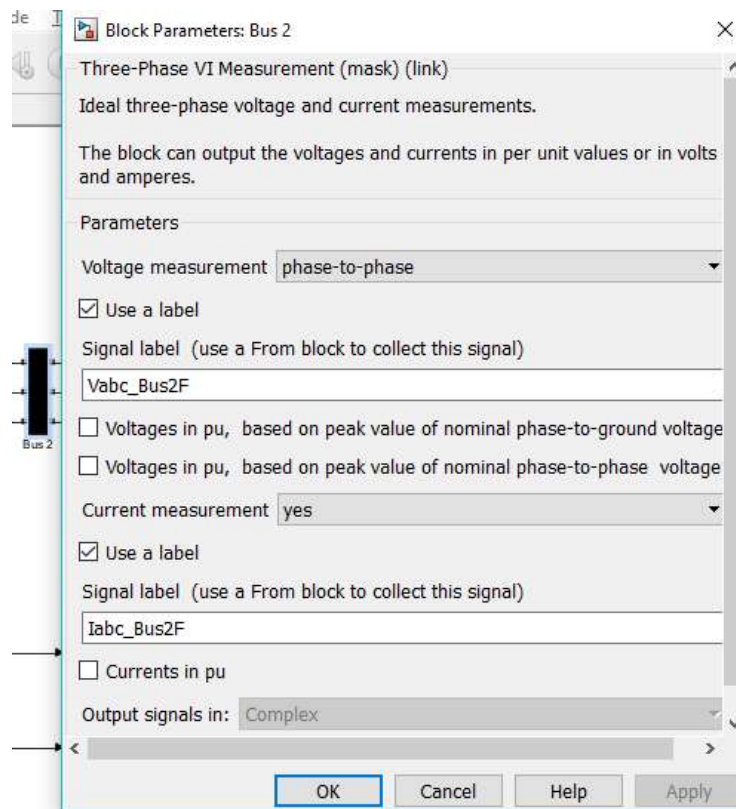 de
Block Parameters: Bus 2
Three-Phase VI Measurement (mask) (link)
Ideal three-phase voltage and current measurements.
The block can output the voltages and currents in per unit values or in volts
and amperes.
Parameters
Voltage measurement phase-to-phase
Use a label
Signal label (use a From block to collect this signal)
Vabc_Bus2F
Voltages in pu, based on peak value of nominal phase-to-ground voltage
Voltages in pu, based on peak value of nominal phase-to-phase voltage
Bus 2
Current measurement yes
Use a label
Signal label (use a From block to collect this signal)
Iabc_Bus2F
Currents in pu
Output signals in: Complex
OK Cancel Help Apply